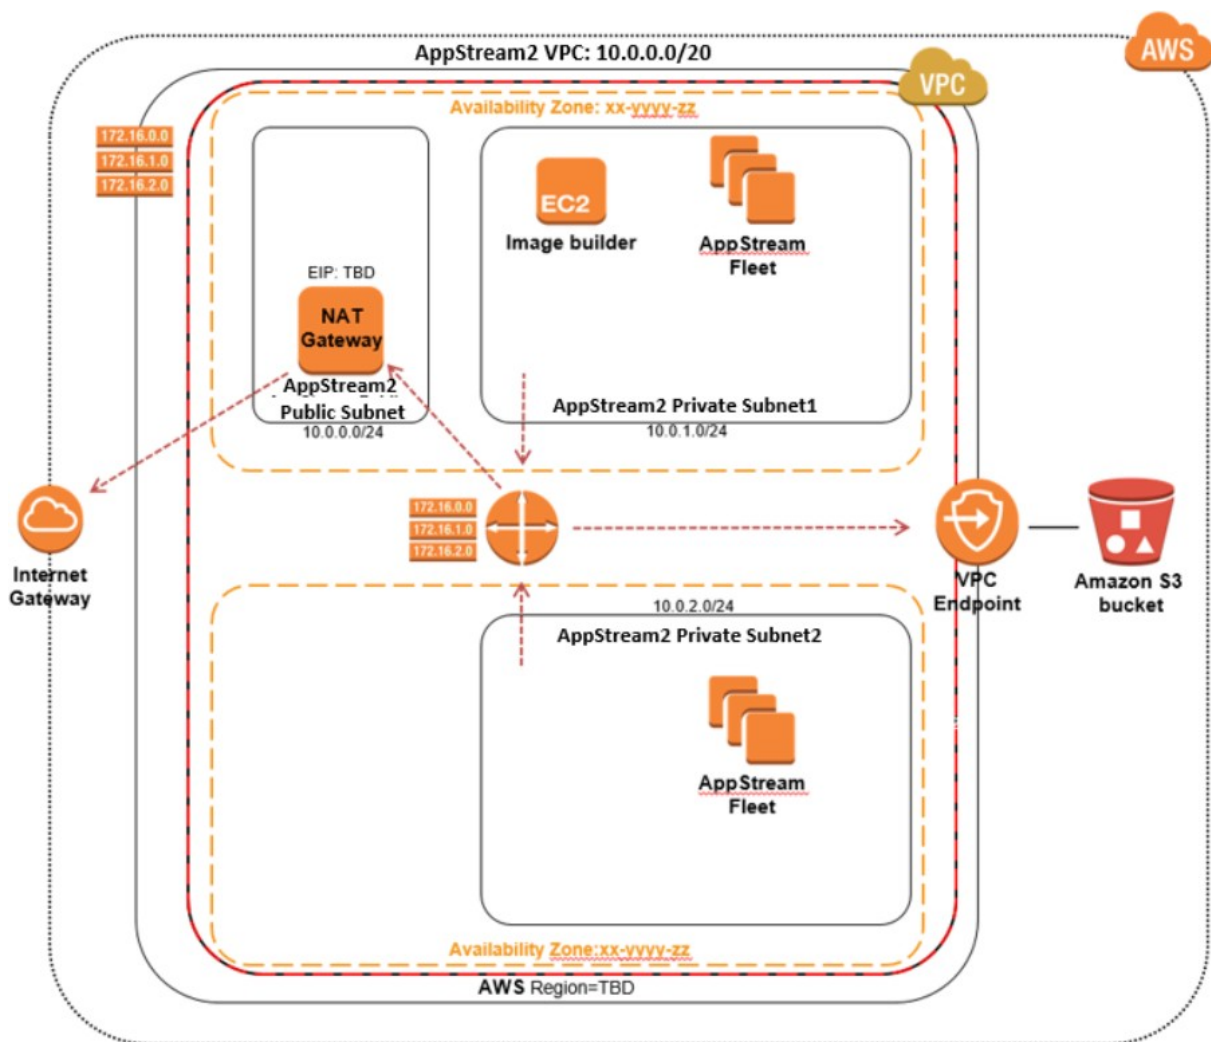 AppStream2 VPC: 10.0.0.0/20
AWS
VPC
Availability Zone: xx-yyyy-zz
172.16.0.0
172.16.1.0
172.16.2.0
EC2
Image builder
AppStream
Fleet
EIP: TBD
NAT
Gateway
AppStream2
Public Subnet
10.0.0.0/24
AppStream2 Private Subnet1
10.0.1.0/24
172.16.0.0
172.16.1.0
172.16.2.0
Internet
Gateway
VPC
Endpoint
Amazon S3
bucket
10.0.2.0/24
AppStream2 Private Subnet2
AppStream
Fleet
Availability Zone:xx-yyyy-zz
AWS Region=TBD